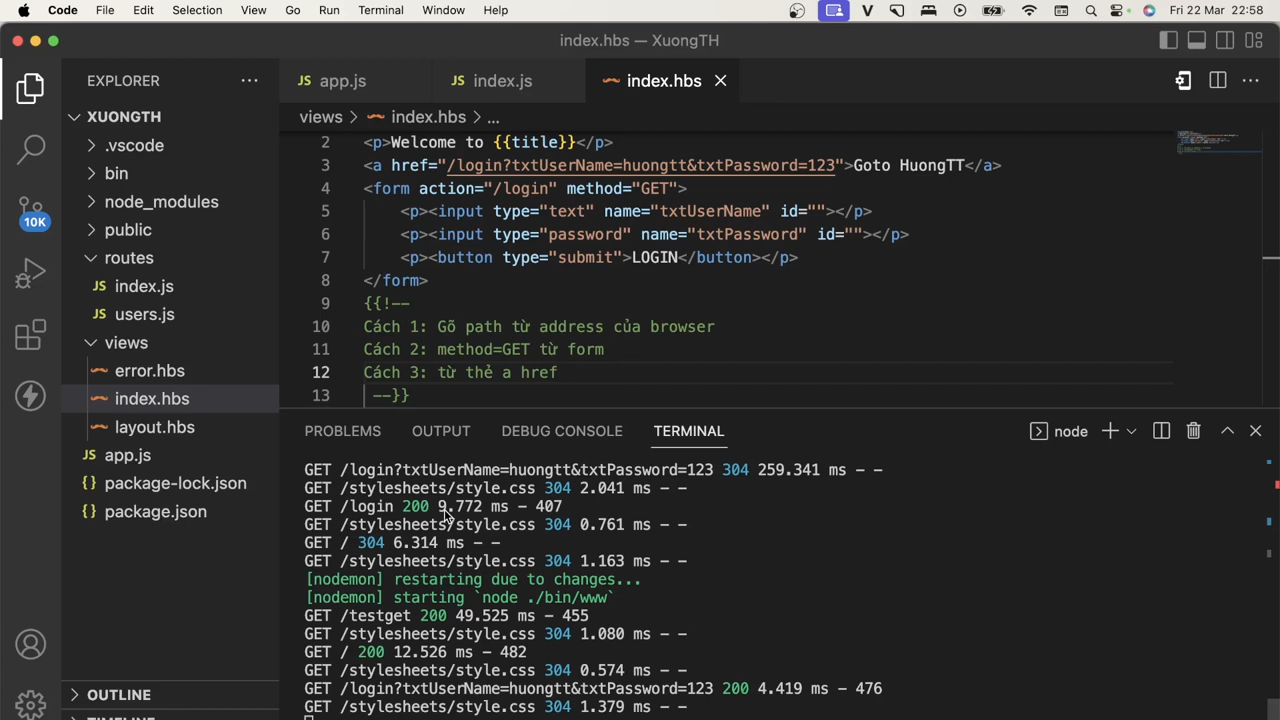 Code File Edit Selection View Go Run Terminal Window Help Fri 22 Mar 22:58
index.hbs — XuongTH
EXPLORER
XUONGTH
.vscode
bin
node_modules
public
routes
JS index.js
JS users.js
views
error.hbs
index.hbs
layout.hbs
JS app.js
{} package-lock.json
{} package.json
OUTLINE
TIMELINE
10K
JS app.js JS index.js index.hbs
views > index.hbs > ...
2 <p>Welcome to {{title}}</p>
3 <a href="/login?txtUserName=huongtt&txtPassword=123">Goto HuongTT</a>
4 <form action="/login" method="GET">
5 <p><input type="text" name="txtUserName" id=""></p>
6 <p><input type="password" name="txtPassword" id=""></p>
7 <p><button type="submit">LOGIN</button></p>
8 </form>
9 {{!--
10 Cách 1: Gõ path từ address của browser
11 Cách 2: method=GET từ form
12 Cách 3: từ thẻ a href
13 --}}
PROBLEMS OUTPUT DEBUG CONSOLE TERMINAL node
GET /login?txtUserName=huongtt&txtPassword=123 304 259.341 ms - -
GET /stylesheets/style.css 304 2.041 ms - -
GET /login 200 9.772 ms - 407
GET /stylesheets/style.css 304 0.761 ms - -
GET / 304 6.314 ms - -
GET /stylesheets/style.css 304 1.163 ms - -
[nodemon] restarting due to changes...
[nodemon] starting `node ./bin/www`
GET /testget 200 49.525 ms - 455
GET /stylesheets/style.css 304 1.080 ms - -
GET / 200 12.526 ms - 482
GET /stylesheets/style.css 304 0.574 ms - -
GET /login?txtUserName=huongtt&txtPassword=123 200 4.419 ms - 476
GET /stylesheets/style.css 304 1.379 ms - -